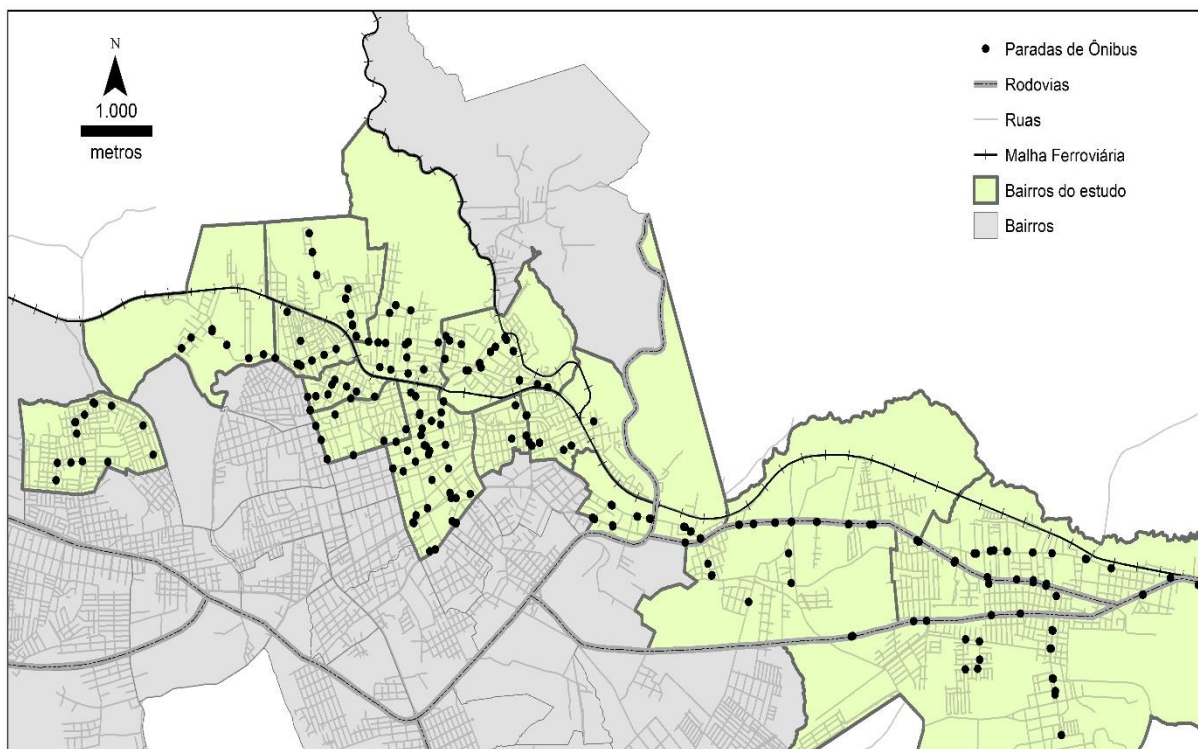 N
1.000
metros
Paradas de Ônibus
Rodovias
Ruas
Malha Ferroviária
Bairros do estudo
Bairros